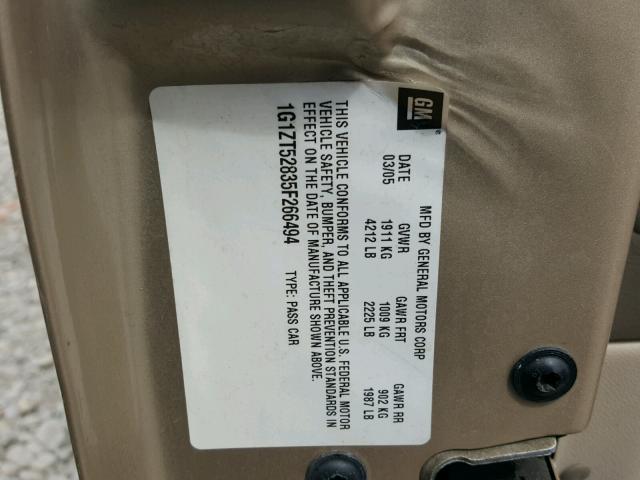 GM
MFD BY GENERAL MOTORS CORP
DATE GVWR GAWR FRT GAWR RR
03/05 1911 KG 1009 KG 902 KG
4212 LB 2225 LB 1987 LB
THIS VEHICLE CONFORMS TO ALL APPLICABLE U.S. FEDERAL MOTOR
VEHICLE SAFETY, BUMPER, AND THEFT PREVENTION STANDARDS IN
EFFECT ON THE DATE OF MANUFACTURE SHOWN ABOVE.
1G1ZT52835F266494 TYPE: PASS CAR